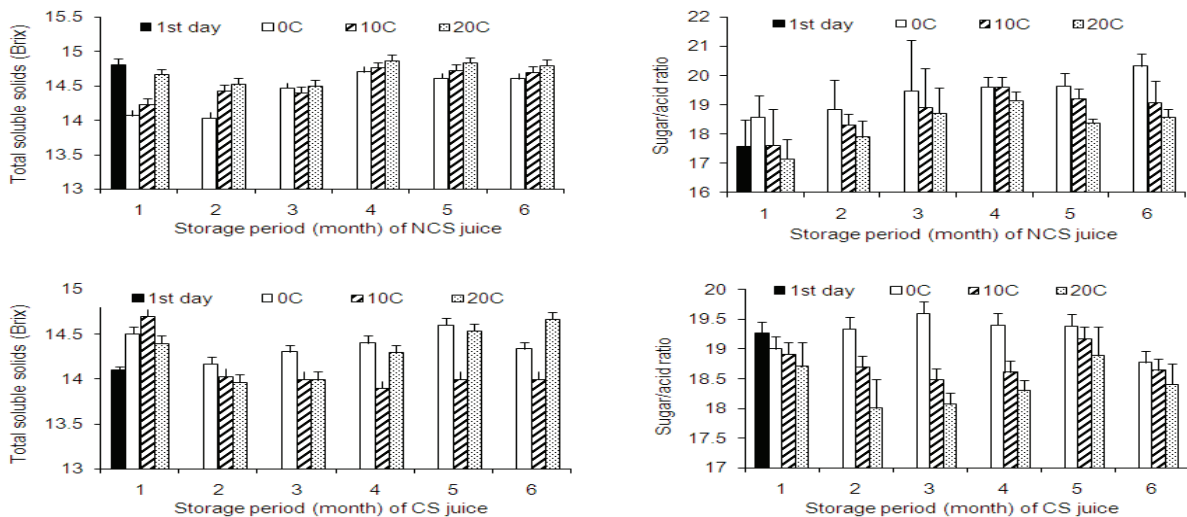 Total soluble solids (Brix)
15.5
15
14.5
14
13.5
13
1st day 0C 10C 20C
1 2 3 4 5 6
Storage period (month) of NCS juice
Sugar/acid ratio
22
21
20
19
18
17
16
1st day 0C 10C 20C
1 2 3 4 5 6
Storage period (month) of NCS juice
Total soluble solids (Brix)
15
14.5
14
13.5
13
1st day 0C 10C 20C
1 2 3 4 5 6
Storage period (month) of CS juice
Sugar/acid ratio
20
19.5
19
18.5
18
17.5
17
1st day 0C 10C 20C
1 2 3 4 5 6
Storage period (month) of CS juice